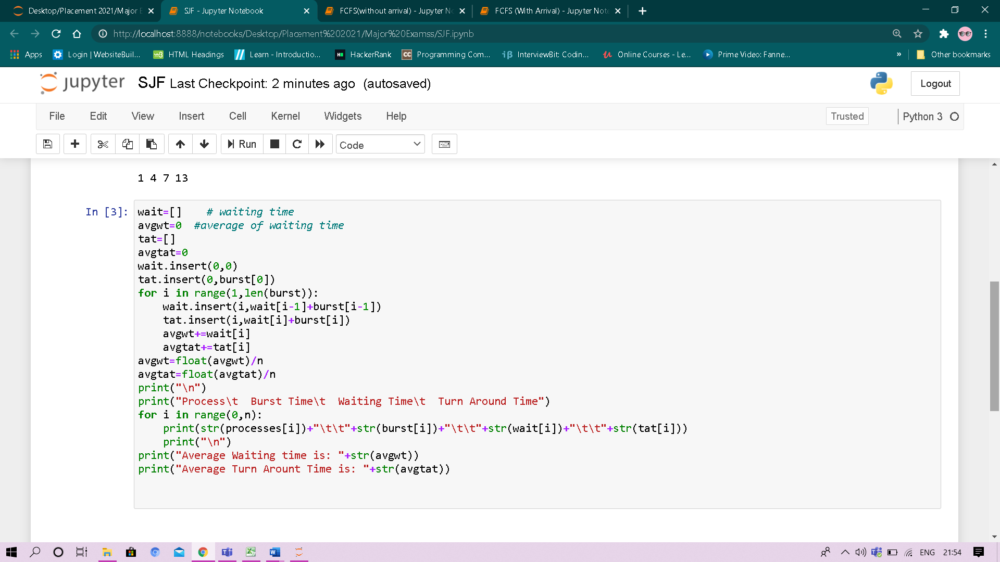 Desktop/Placement 2021/Major E
SJF - Jupyter Notebook
FCFS(without arrival) - Jupyter No
FCFS (With Arrival) - Jupyter Note
http://localhost:8888/notebooks/Desktop/Placement%202021/Major%20Examss/SJF.ipynb
Apps
Login | WebsiteBuil...
HTML Headings
Learn - Introductio...
HackerRank
Programming Com...
InterviewBit: Codin...
Online Courses - Le...
Prime Video: Fanne...
»
Other bookmarks
jupyter
SJF Last Checkpoint: 2 minutes ago (autosaved)
Logout
File Edit View Insert Cell Kernel Widgets Help
Trusted
Python 3
Run
Code
1 4 7 13
In [3]:
wait=[]    # waiting time
avgwt=0  #average of waiting time
tat=[]
avgtat=0
wait.insert(0,0)
tat.insert(0,burst[0])
for i in range(1,len(burst)):
    wait.insert(i,wait[i-1]+burst[i-1])
    tat.insert(i,wait[i]+burst[i])
    avgwt+=wait[i]
    avgtat+=tat[i]
avgwt=float(avgwt)/n
avgtat=float(avgtat)/n
print("\n")
print("Process\t  Burst Time\t  Waiting Time\t  Turn Around Time")
for i in range(0,n):
    print(str(processes[i])+"\t\t"+str(burst[i])+"\t\t"+str(wait[i])+"\t\t"+str(tat[i]))
    print("\n")
print("Average Waiting time is: "+str(avgwt))
print("Average Turn Arount Time is: "+str(avgtat))
ENG
21:54